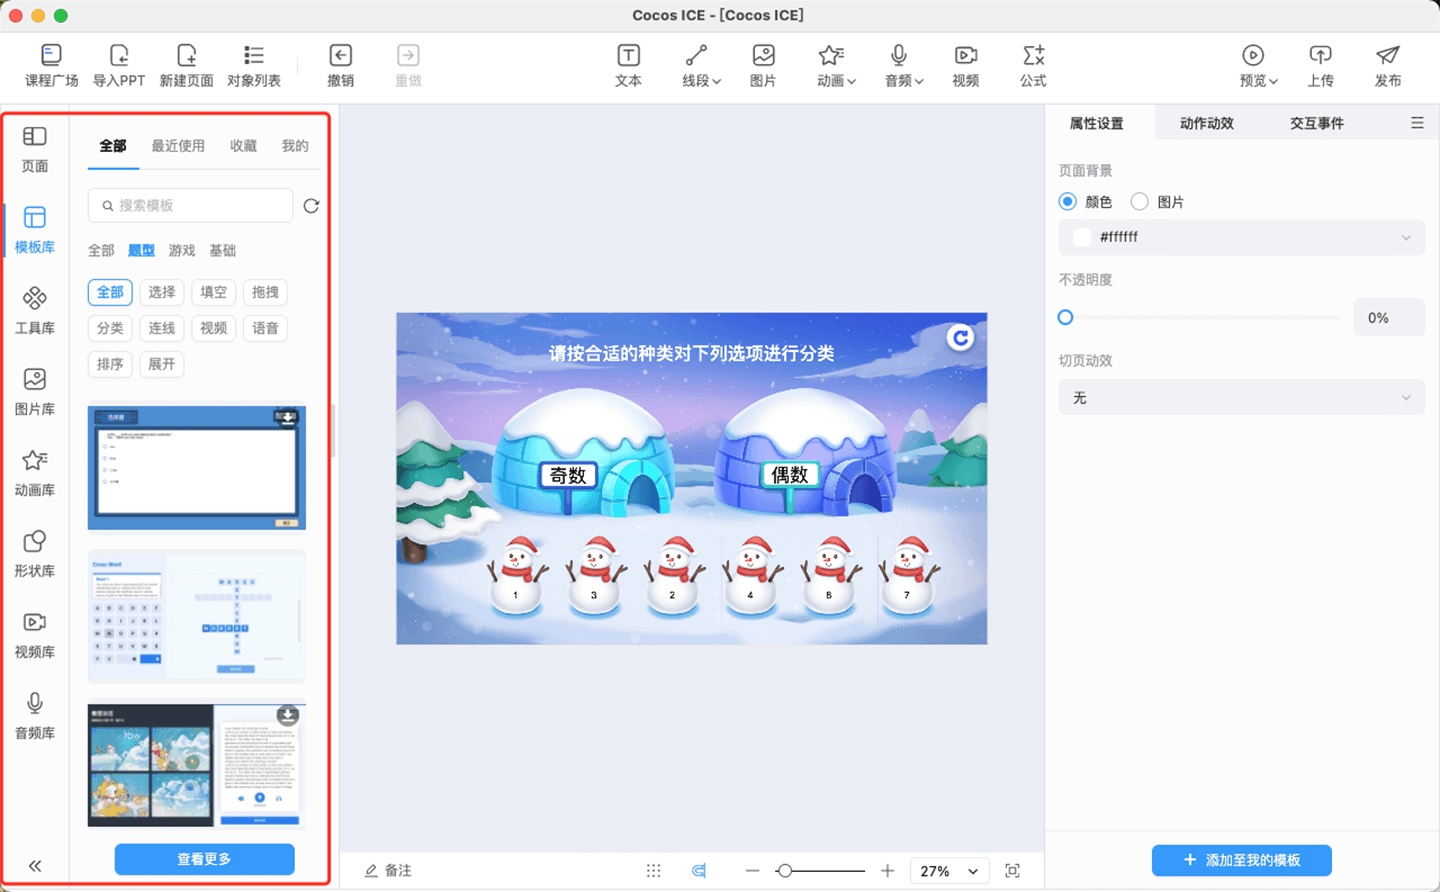 Cocos ICE - [Cocos ICE]
课程广场 导入PPT 新建页面 对象列表 撤销 重做 文本 线段 图片 动画 音频 视频 公式 预览 上传 发布
页面
模板库
工具库
图片库
动画库
形状库
视频库
音频库
全部 最近使用 收藏 我的
搜索模板
全部 题型 游戏 基础
全部 选择 填空 拖拽
分类 连线 视频 语音
排序 展开
选择题
Cross Word
查看更多
请按合适的种类对下列选项进行分类
奇数 偶数
1 3 2 4 6 7
备注
27%
属性设置 动作动效 交互事件
页面背景
颜色 图片
#ffffff
不透明度
0%
切页动效
无
添加至我的模板